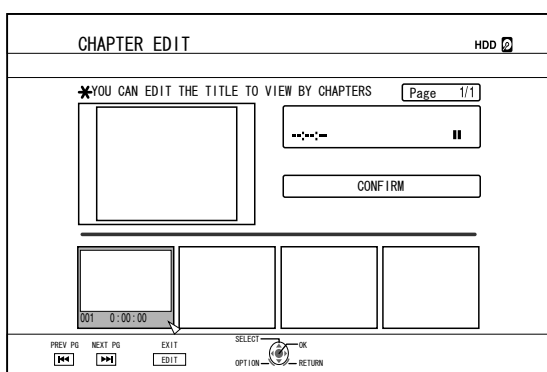 CHAPTER EDIT
HDD
*YOU CAN EDIT THE TITLE TO VIEW BY CHAPTERS
Page 1/1
--:--:--
CONFIRM
001 0:00:00
PREV PG NEXT PG EXIT
EDIT
SELECT OK
OPTION RETURN